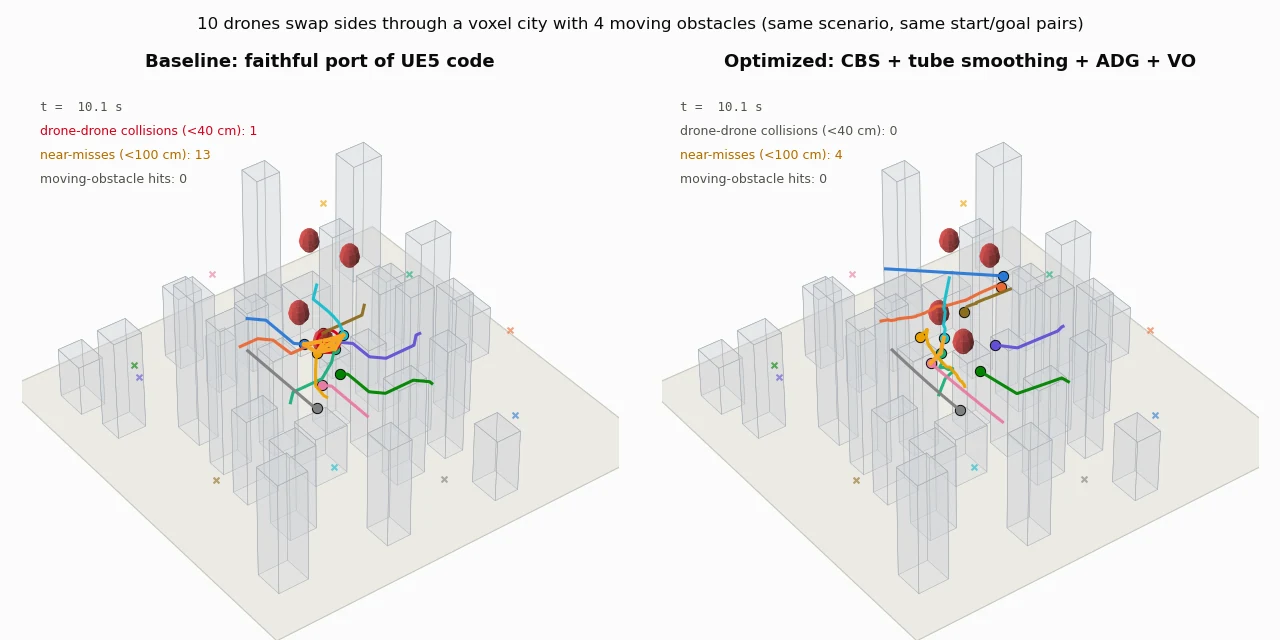 10 drones swap sides through a voxel city with 4 moving obstacles (same scenario, same start/goal pairs)
Baseline: faithful port of UE5 code
t =  10.1 s
drone-drone collisions (<40 cm): 1
near-misses (<100 cm): 13
moving-obstacle hits: 0
Optimized: CBS + tube smoothing + ADG + VO
t =  10.1 s
drone-drone collisions (<40 cm): 0
near-misses (<100 cm): 4
moving-obstacle hits: 0